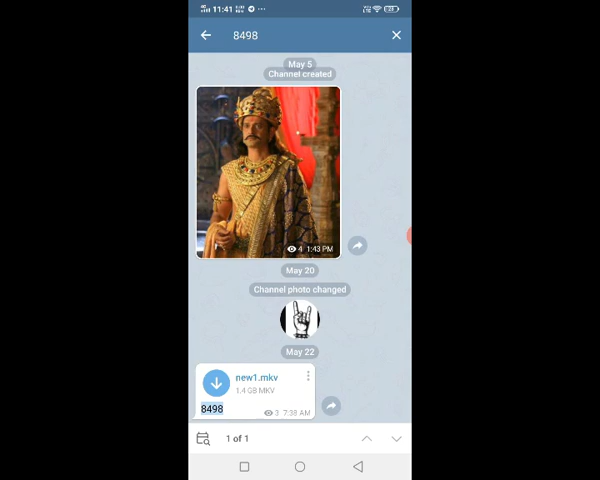 11:41
8498
May 5
Channel created
4 1:43 PM
May 20
Channel photo changed
May 22
new1.mkv
1.4 GB MKV
8498
3 7:38 AM
1 of 1